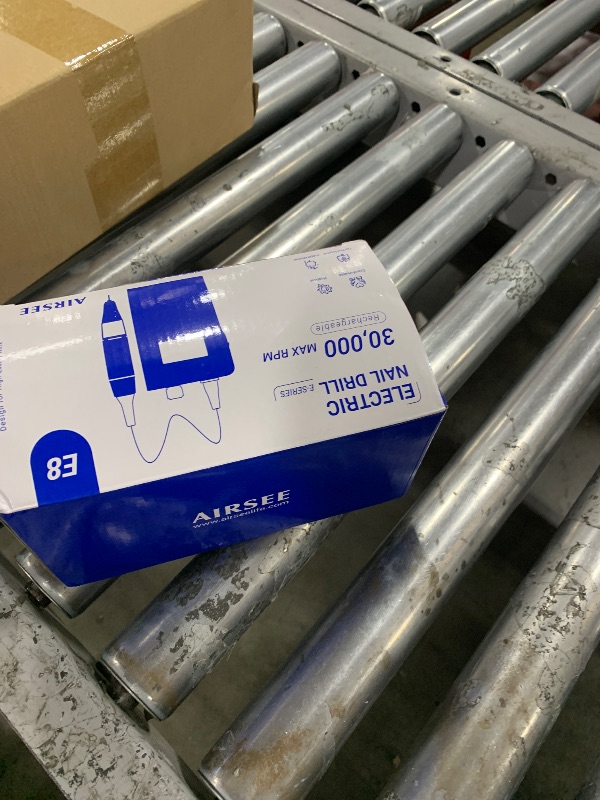 ELECTRIC
NAIL DRILL E-SERIES
30,000 MAX RPM
Rechargeable
AIRSEE
E8
AIRSEE
www.airseelife.com